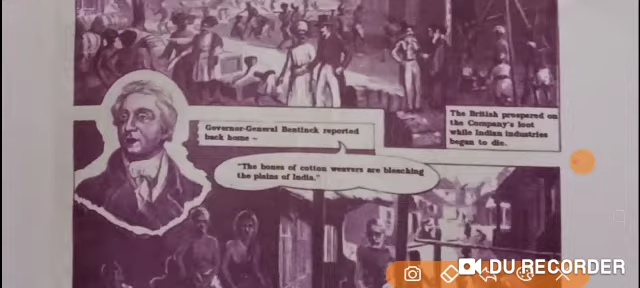 The British prospered on
the Company's loot
while Indian industries
began to die.
Governor-General Bentinck reported
back home –
"The bones of cotton weavers are bleaching
the plains of India."
DU RECORDER